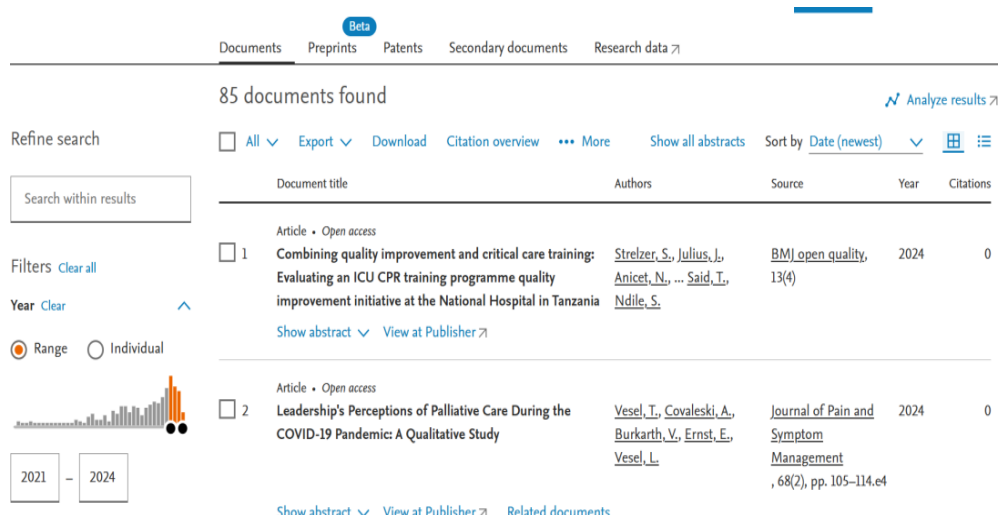 Beta
Documents Preprints Patents Secondary documents Research data
85 documents found
Analyze results
Refine search
All Export Download Citation overview ••• More Show all abstracts Sort by Date (newest)
Document title Authors Source Year Citations
Search within results
Article • Open access
1 Combining quality improvement and critical care training: Strelzer, S., Julius, J., BMJ open quality, 2024 0
Filters Clear all
Evaluating an ICU CPR training programme quality Anicet, N., ... Said, T., 13(4)
Year Clear
improvement initiative at the National Hospital in Tanzania Ndile, S.
Show abstract View at Publisher
Range Individual
Article • Open access
2 Leadership's Perceptions of Palliative Care During the Vesel, T., Covaleski, A., Journal of Pain and 2024 0
COVID-19 Pandemic: A Qualitative Study Burkarth, V., Ernst, E., Symptom
Vesel, L. Management
2021 – 2024
, 68(2), pp. 105–114.e4
Show abstract View at Publisher Related documents